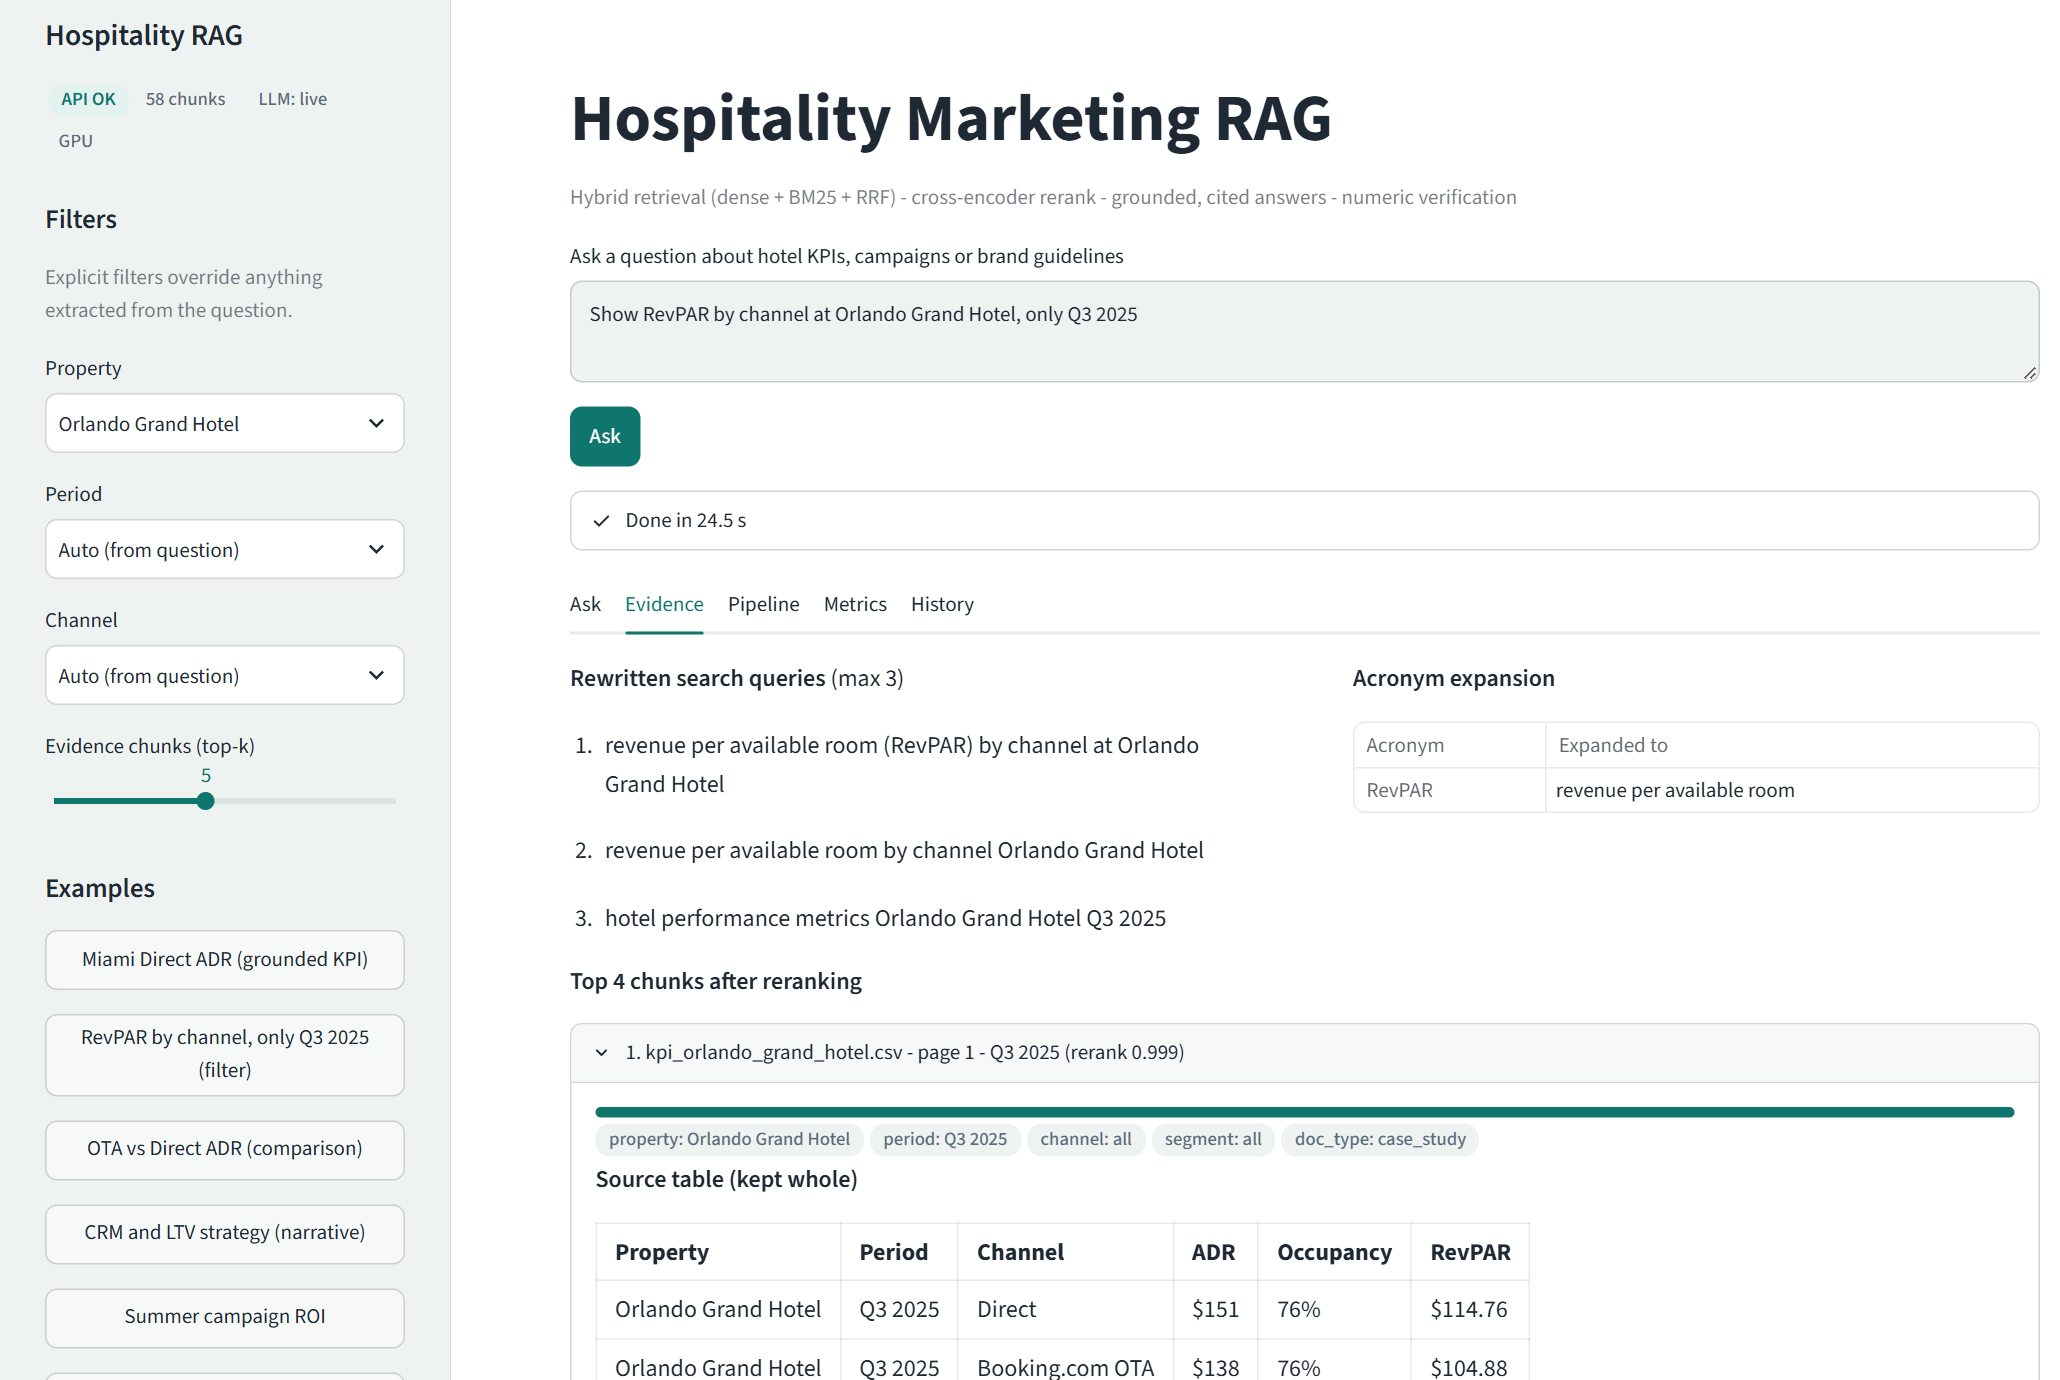 Hospitality RAG
API OK 58 chunks LLM: live
GPU
Filters
Explicit filters override anything
extracted from the question.
Property
Orlando Grand Hotel
Period
Auto (from question)
Channel
Auto (from question)
Evidence chunks (top-k)
5
Examples
Miami Direct ADR (grounded KPI)
RevPAR by channel, only Q3 2025
(filter)
OTA vs Direct ADR (comparison)
CRM and LTV strategy (narrative)
Summer campaign ROI
Hospitality Marketing RAG
Hybrid retrieval (dense + BM25 + RRF) - cross-encoder rerank - grounded, cited answers - numeric verification
Ask a question about hotel KPIs, campaigns or brand guidelines
Show RevPAR by channel at Orlando Grand Hotel, only Q3 2025
Ask
Done in 24.5 s
Ask Evidence Pipeline Metrics History
Rewritten search queries (max 3)
1. revenue per available room (RevPAR) by channel at Orlando
Grand Hotel
2. revenue per available room by channel Orlando Grand Hotel
3. hotel performance metrics Orlando Grand Hotel Q3 2025
Acronym expansion
Acronym Expanded to
RevPAR revenue per available room
Top 4 chunks after reranking
1. kpi_orlando_grand_hotel.csv - page 1 - Q3 2025 (rerank 0.999)
property: Orlando Grand Hotel period: Q3 2025 channel: all segment: all doc_type: case_study
Source table (kept whole)
Property Period Channel ADR Occupancy RevPAR
Orlando Grand Hotel Q3 2025 Direct $151 76% $114.76
Orlando Grand Hotel Q3 2025 Booking.com OTA $138 76% $104.88